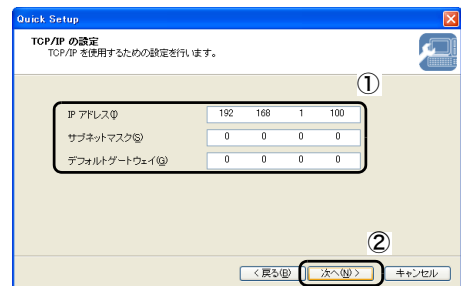 Quick Setup
TCP/IP の設定
TCP/IP を使用するための設定を行います。
①
IP アドレス(I) 192 168 1 100
サブネットマスク(S) 0 0 0 0
デフォルトゲートウェイ(G) 0 0 0 0
②
< 戻る(B) 次へ(N) > キャンセル